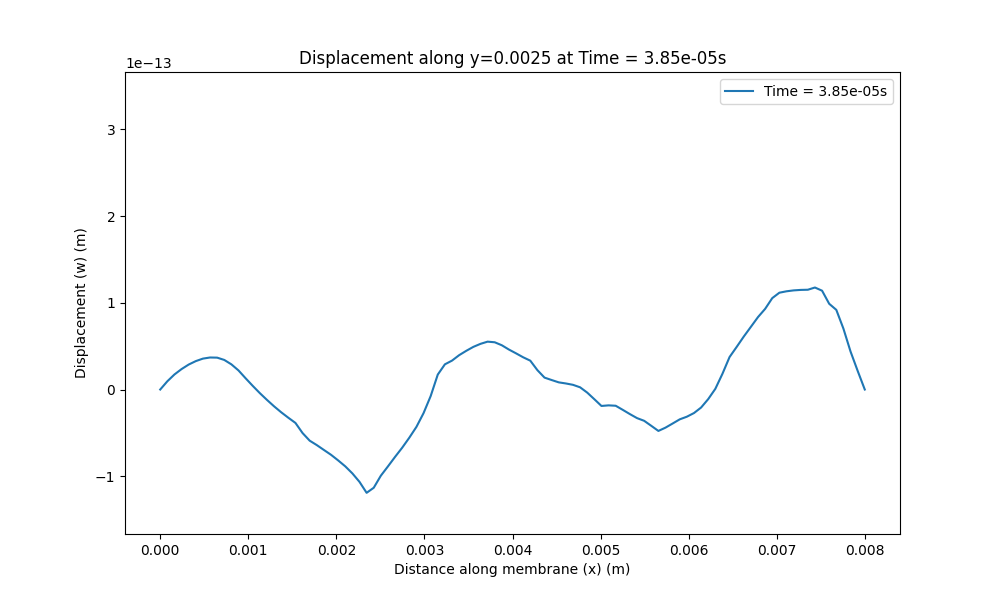 Displacement along y=0.0025 at Time = 3.85e-05s
1e−13
Time = 3.85e-05s
3
2
1
0
−1
Displacement (w) (m)
0.000 0.001 0.002 0.003 0.004 0.005 0.006 0.007 0.008
Distance along membrane (x) (m)